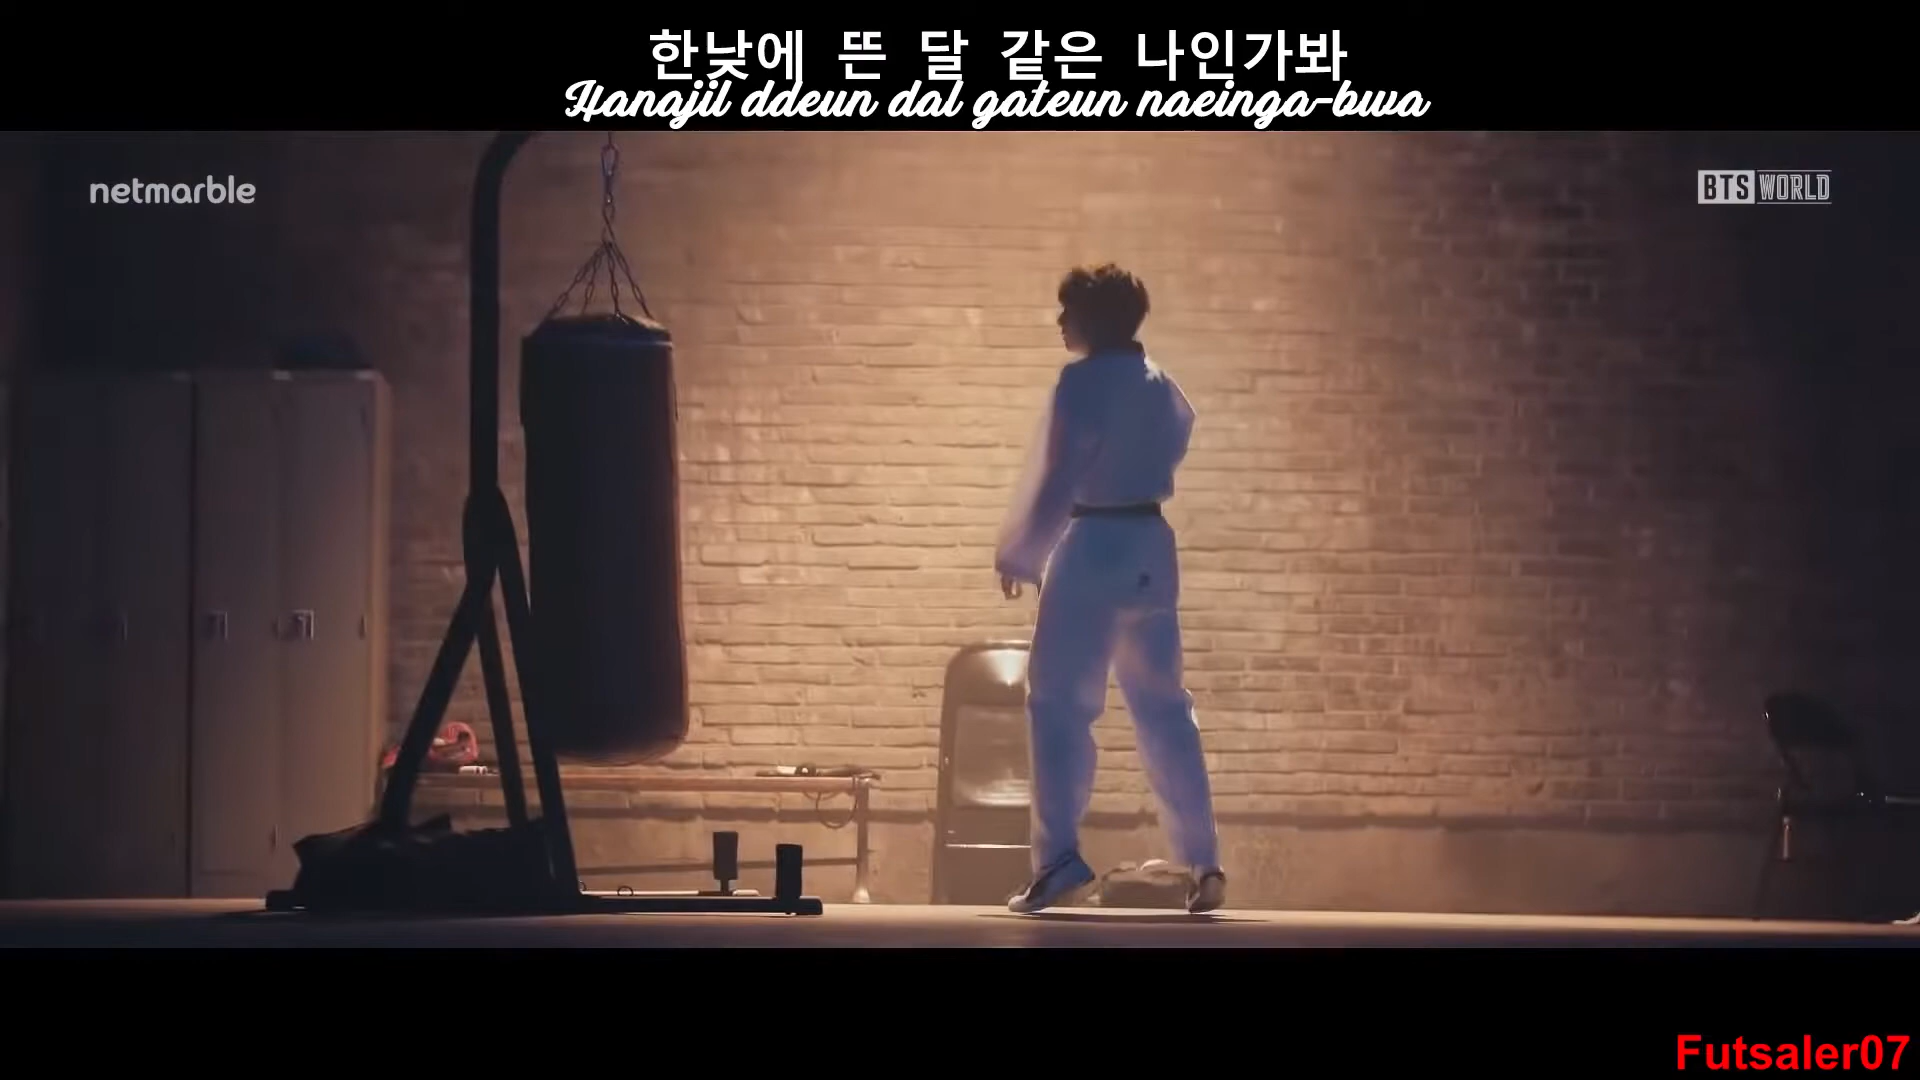 한낮에 뜬 달 같은 나인가봐
Hanajil ddeun dal gateun naeinga-bwa
netmarble
BTS WORLD
Futsaler07